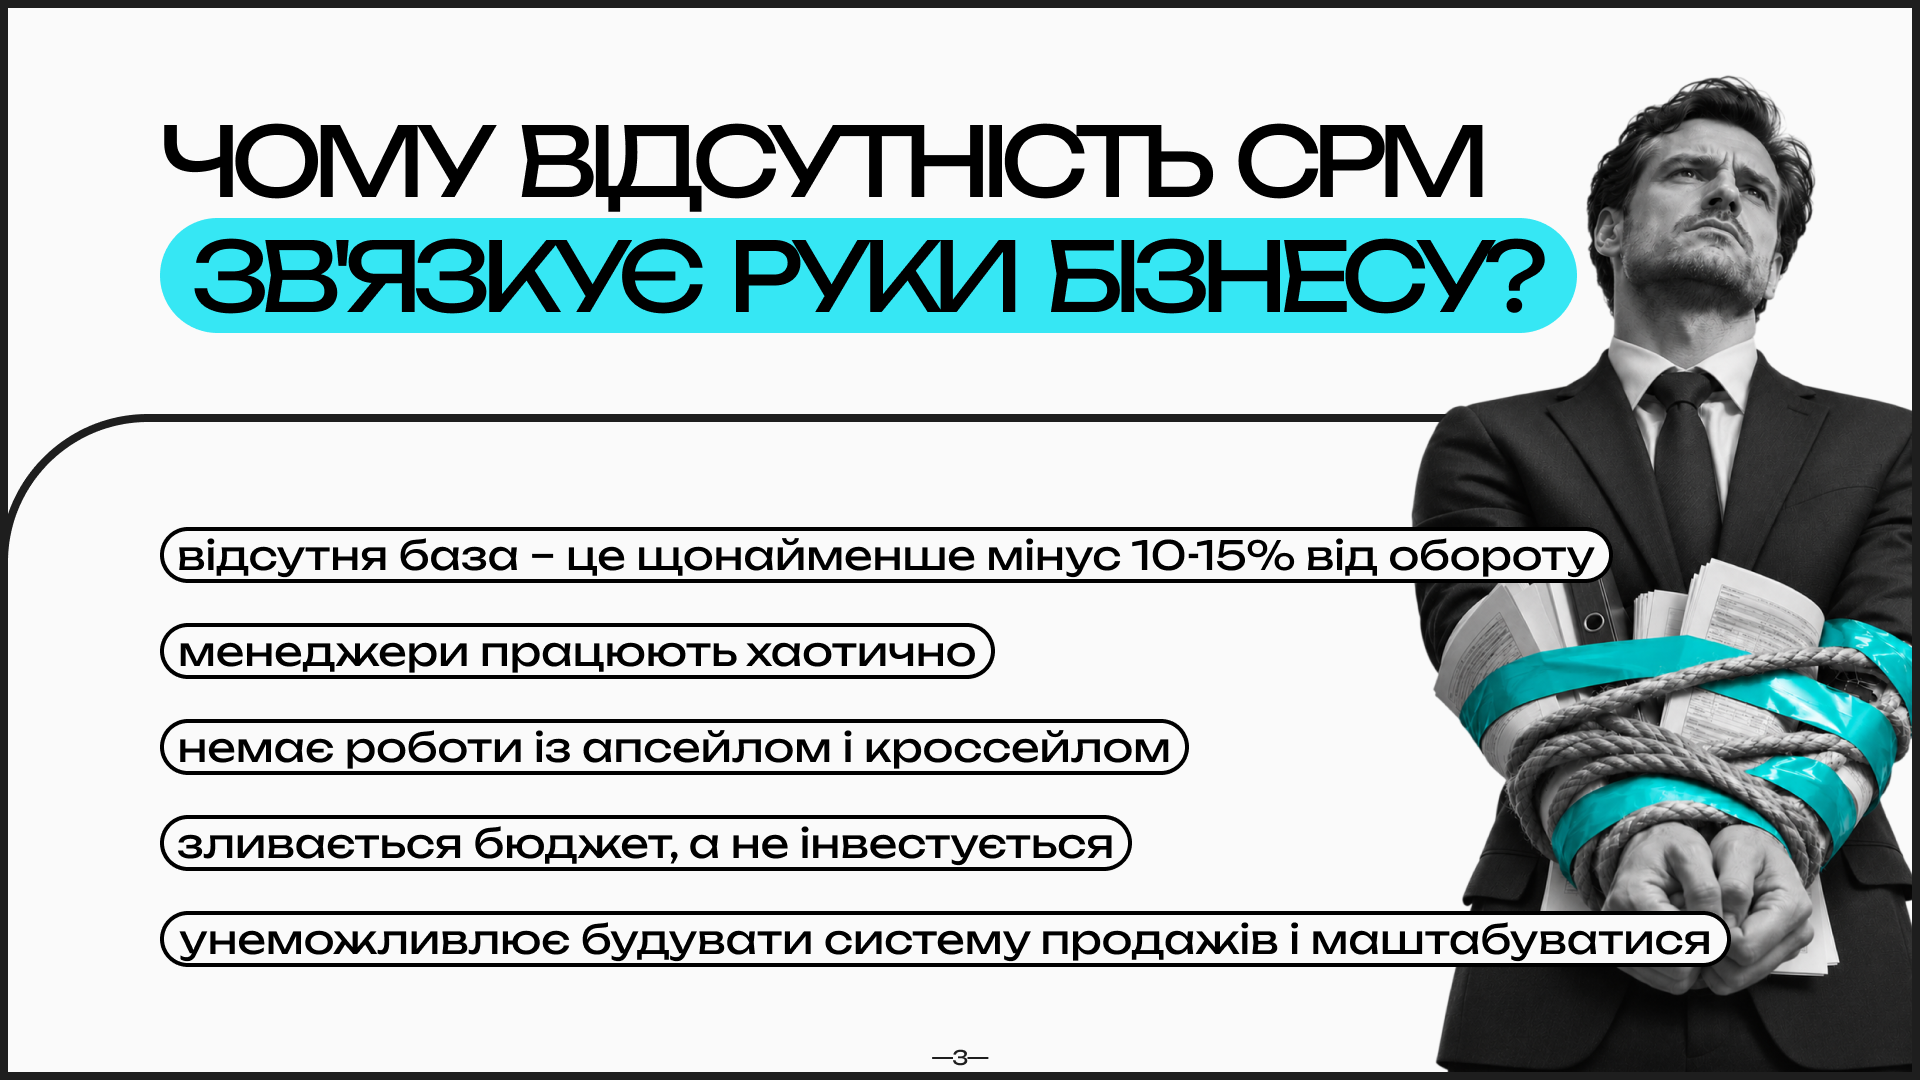 ЧОМУ ВІДСУТНІСТЬ СРМ
ЗВ'ЯЗКУЄ РУКИ БІЗНЕСУ?
відсутня база – це щонайменше мінус 10-15% від обороту
менеджери працюють хаотично
немає роботи із апсейлом і кроссейлом
зливається бюджет, а не інвестується
унеможливлює будувати систему продажів і маштабуватися
—3—